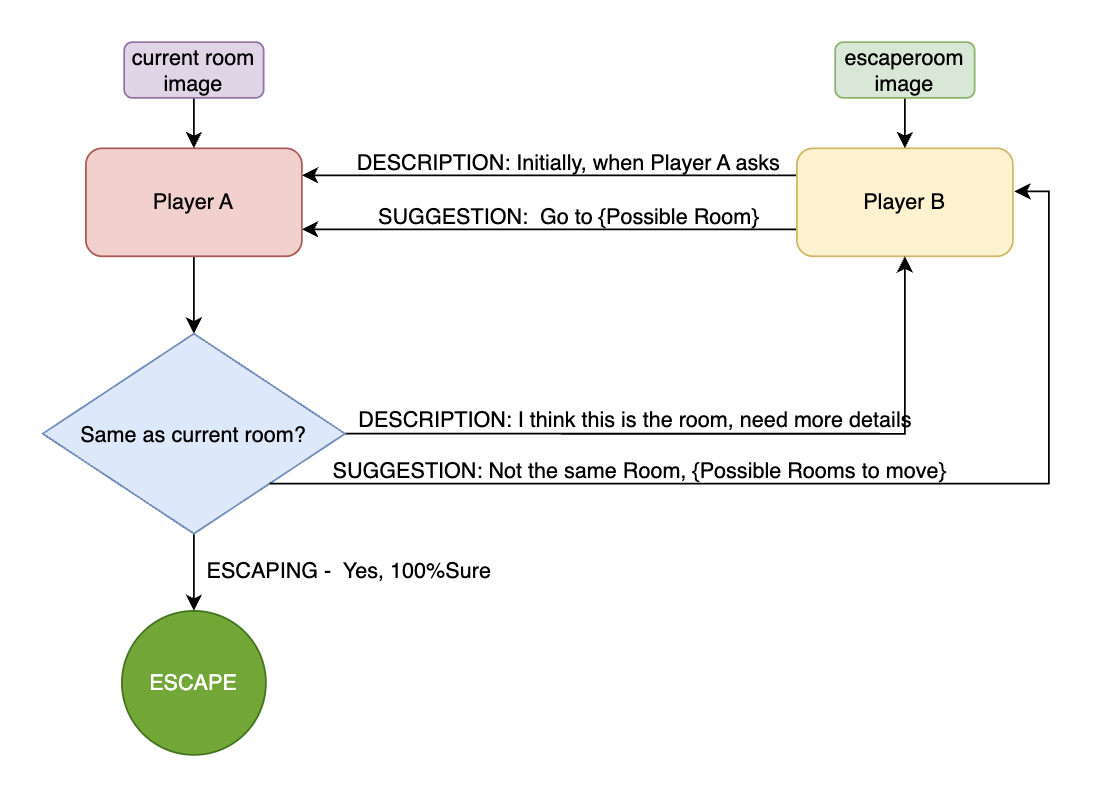 current room
image
escaperoom
image
DESCRIPTION: Initially, when Player A asks
Player A
Player B
SUGGESTION:  Go to {Possible Room}
DESCRIPTION: I think this is the room, need more details
Same as current room?
SUGGESTION: Not the same Room, {Possible Rooms to move}
ESCAPING -  Yes, 100%Sure
ESCAPE